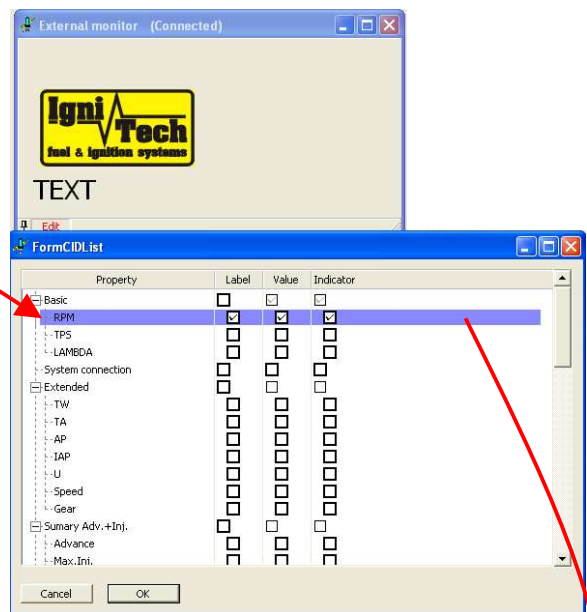 External monitor (Connected)
Igni
Tech
fuel & ignition systems
TEXT
Edit
FormCIDList
Property Label Value Indicator
Basic
RPM
TPS
LAMBDA
System connection
Extended
TW
TA
AP
IAP
U
Speed
Gear
Sumary Adv.+Inj.
Advance
Max.Inj.
Cancel OK